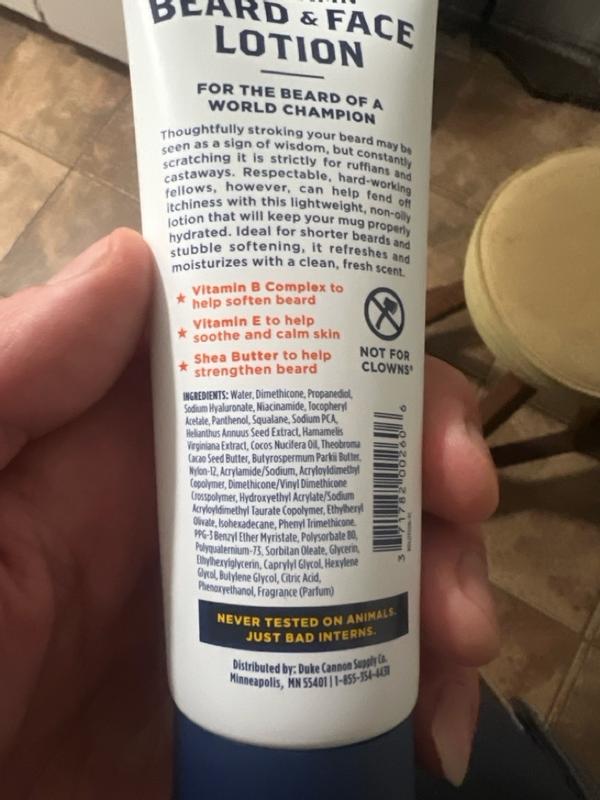 BEARD & FACE
LOTION
FOR THE BEARD OF A
WORLD CHAMPION
Thoughtfully stroking your beard may be
seen as a sign of wisdom, but constantly
scratching it is strictly for ruffians and
castaways. Respectable, hard-working
fellows, however, can help fend off
itchiness with this lightweight, non-oily
lotion that will keep your mug properly
hydrated. Ideal for shorter beards and
stubble softening, it refreshes and
moisturizes with a clean, fresh scent.
Vitamin B Complex to
help soften beard
Vitamin E to help
soothe and calm skin
Shea Butter to help
strengthen beard
NOT FOR
CLOWNS®
INGREDIENTS: Water, Dimethicone, Propanediol,
Sodium Hyaluronate, Niacinamide, Tocopheryl
Acetate, Panthenol, Squalane, Sodium PCA,
Helianthus Annuus Seed Extract, Hamamelis
Virginiana Extract, Cocos Nucifera Oil, Theobroma
Cacao Seed Butter, Butyrospermum Parkii Butter,
Nylon-12, Acrylamide/Sodium, Acryloyldimethyl
Copolymer, Dimethicone/Vinyl Dimethicone
Crosspolymer, Hydroxyethyl Acrylate/Sodium
Acryloyldimethyl Taurate Copolymer, Ethylhexyl
Olivate, Isohexadecane, Phenyl Trimethicone,
PPG-3 Benzyl Ether Myristate, Polysorbate 80,
Polyquaternium-73, Sorbitan Oleate, Glycerin,
Ethylhexylglycerin, Caprylyl Glycol, Hexylene
Glycol, Butylene Glycol, Citric Acid,
Phenoxyethanol, Fragrance (Parfum)
3 71782 00260 6
NEVER TESTED ON ANIMALS.
JUST BAD INTERNS.
Distributed by: Duke Cannon Supply Co.
Minneapolis, MN 55401 | 1-855-354-4431